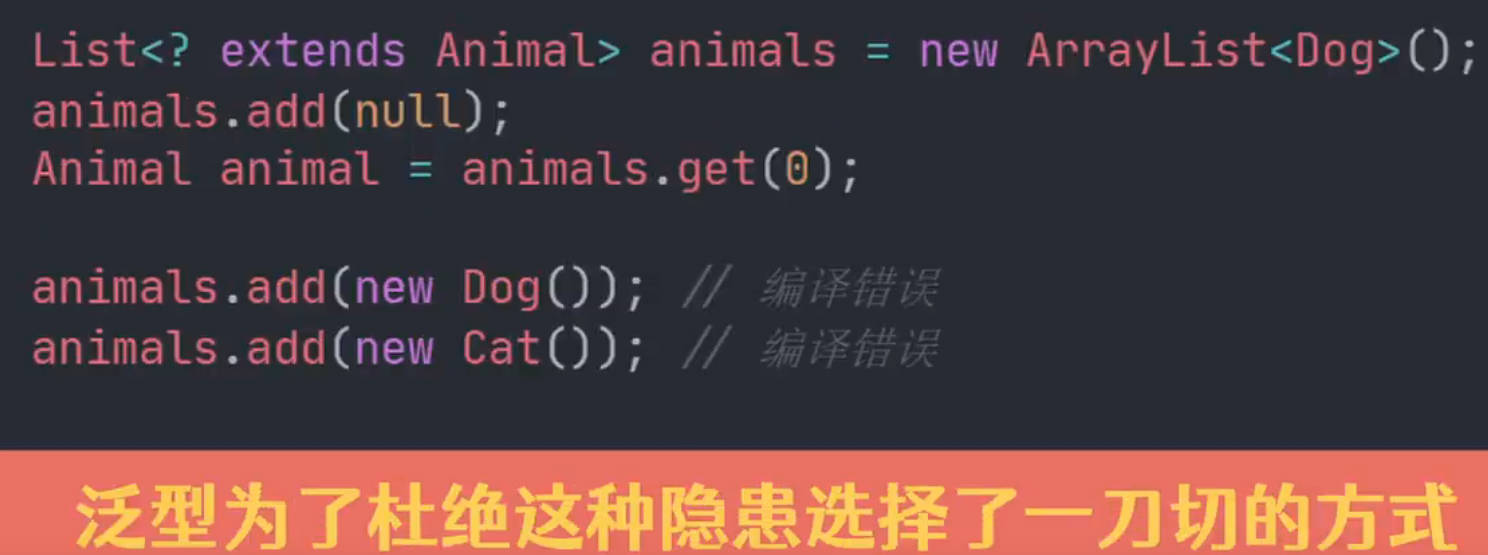 List<? extends Animal> animals = new ArrayList<Dog>();
animals.add(null);
Animal animal = animals.get(0);
animals.add(new Dog()); // 编译错误
animals.add(new Cat()); // 编译错误
泛型为了杜绝这种隐患选择了一刀切的方式